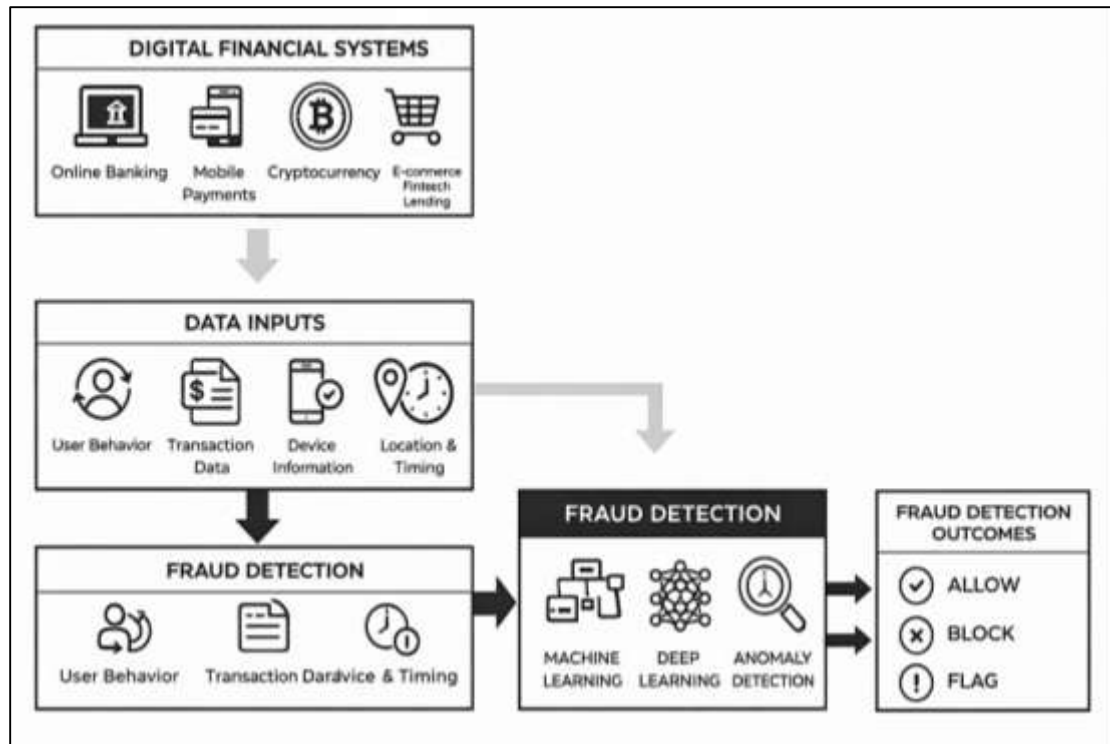 DIGITAL FINANCIAL SYSTEMS
Online Banking
Mobile
Payments
Cryptocurrency
E-commerce
Fintech
Lending
DATA INPUTS
$
User Behavior
Transaction
Data
Device
Information
Location &
Timing
FRAUD DETECTION
User Behavior
Transaction Dardvice & Timing
FRAUD DETECTION
MACHINE
LEARNING
DEEP
LEARNING
ANOMALY
DETECTION
FRAUD DETECTION
OUTCOMES
ALLOW
BLOCK
FLAG